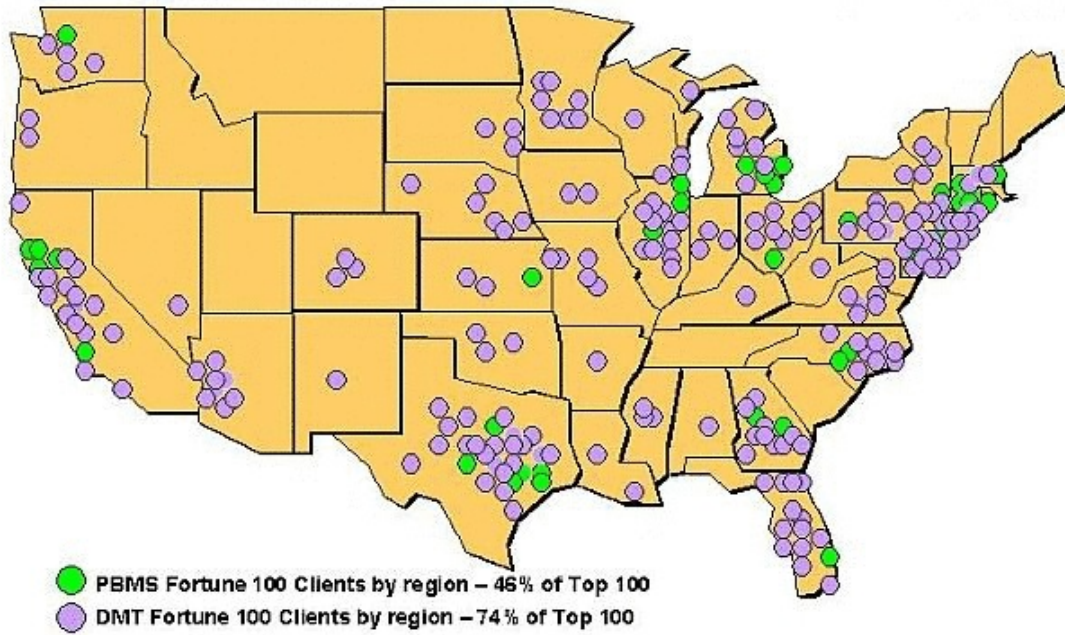 PBMS Fortune 100 Clients by region – 46% of Top 100
DMT Fortune 100 Clients by region – 74% of Top 100